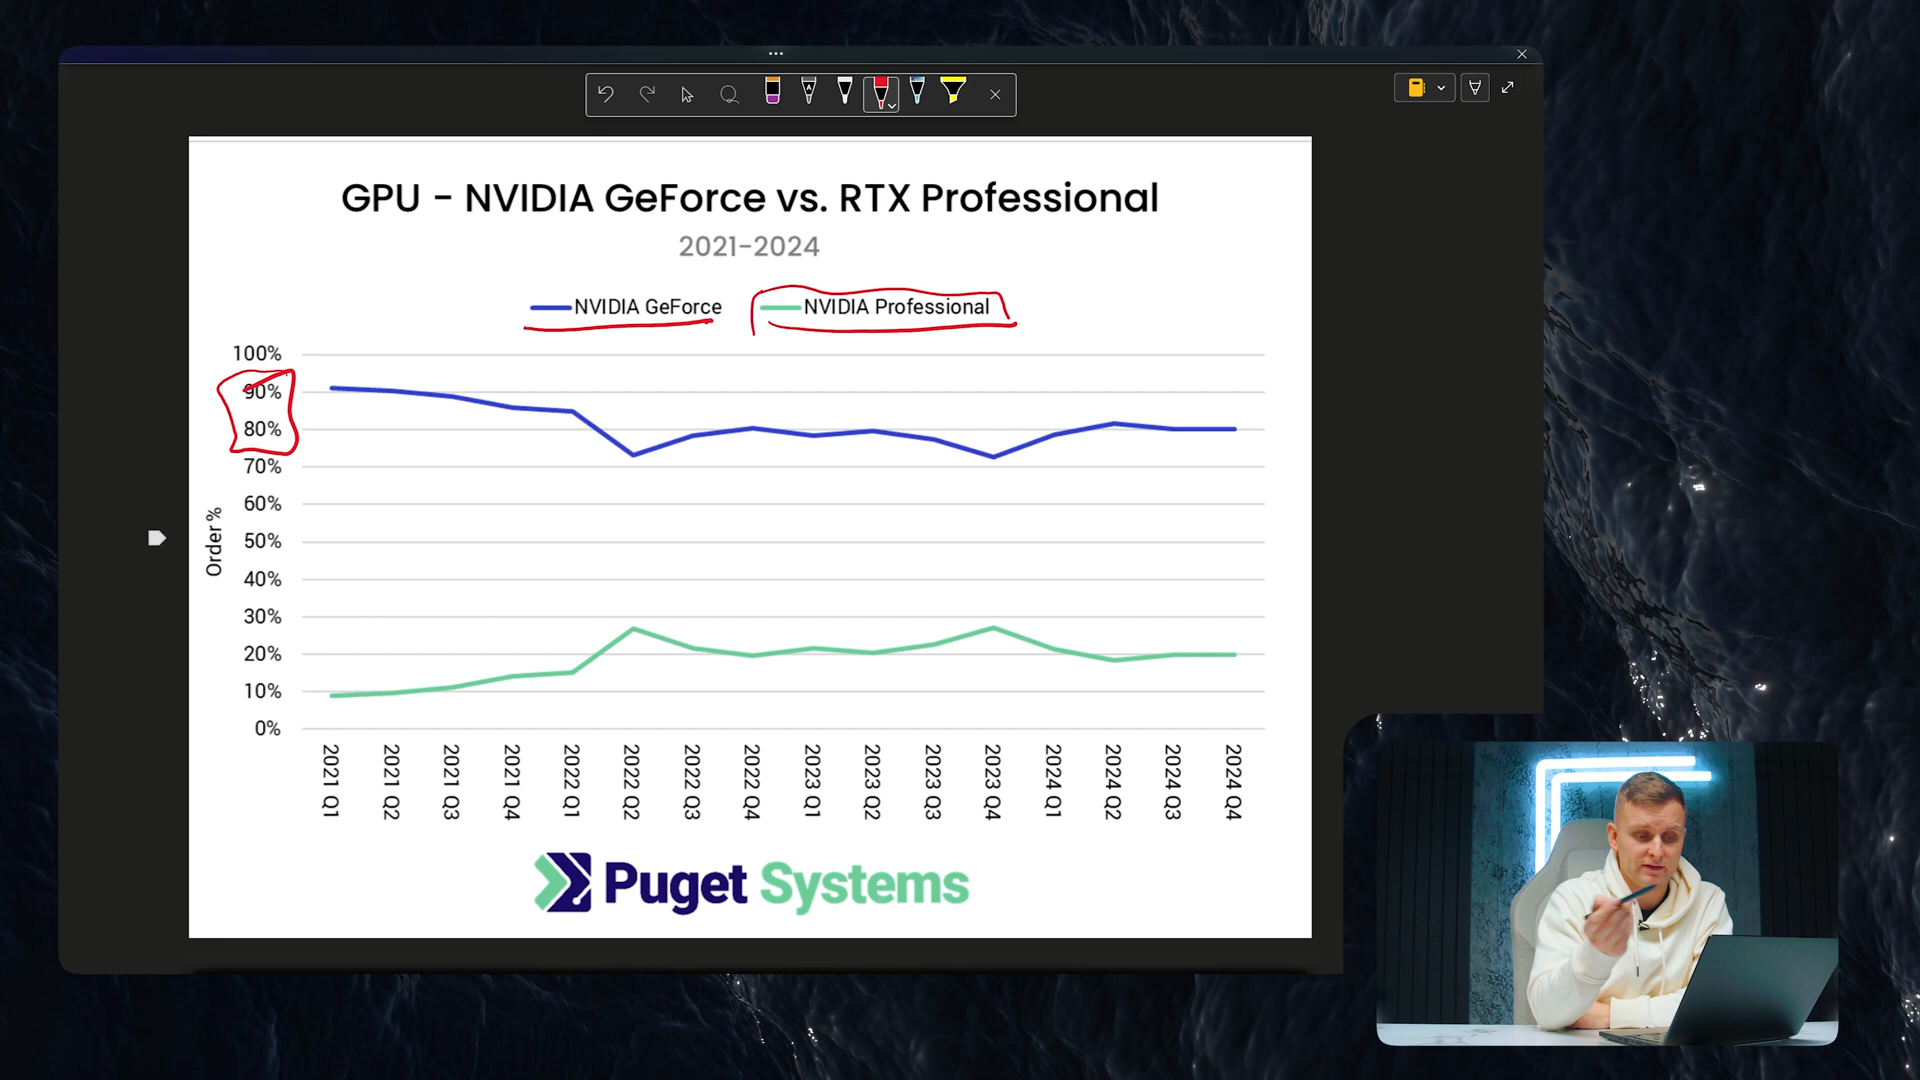 GPU - NVIDIA GeForce vs. RTX Professional
2021-2024
NVIDIA GeForce NVIDIA Professional
100%
90%
80%
70%
60%
50%
40%
30%
20%
10%
0%
Order %
2021 Q1
2021 Q2
2021 Q3
2021 Q4
2022 Q1
2022 Q2
2022 Q3
2022 Q4
2023 Q1
2023 Q2
2023 Q3
2023 Q4
2024 Q1
2024 Q2
2024 Q3
2024 Q4
Puget Systems